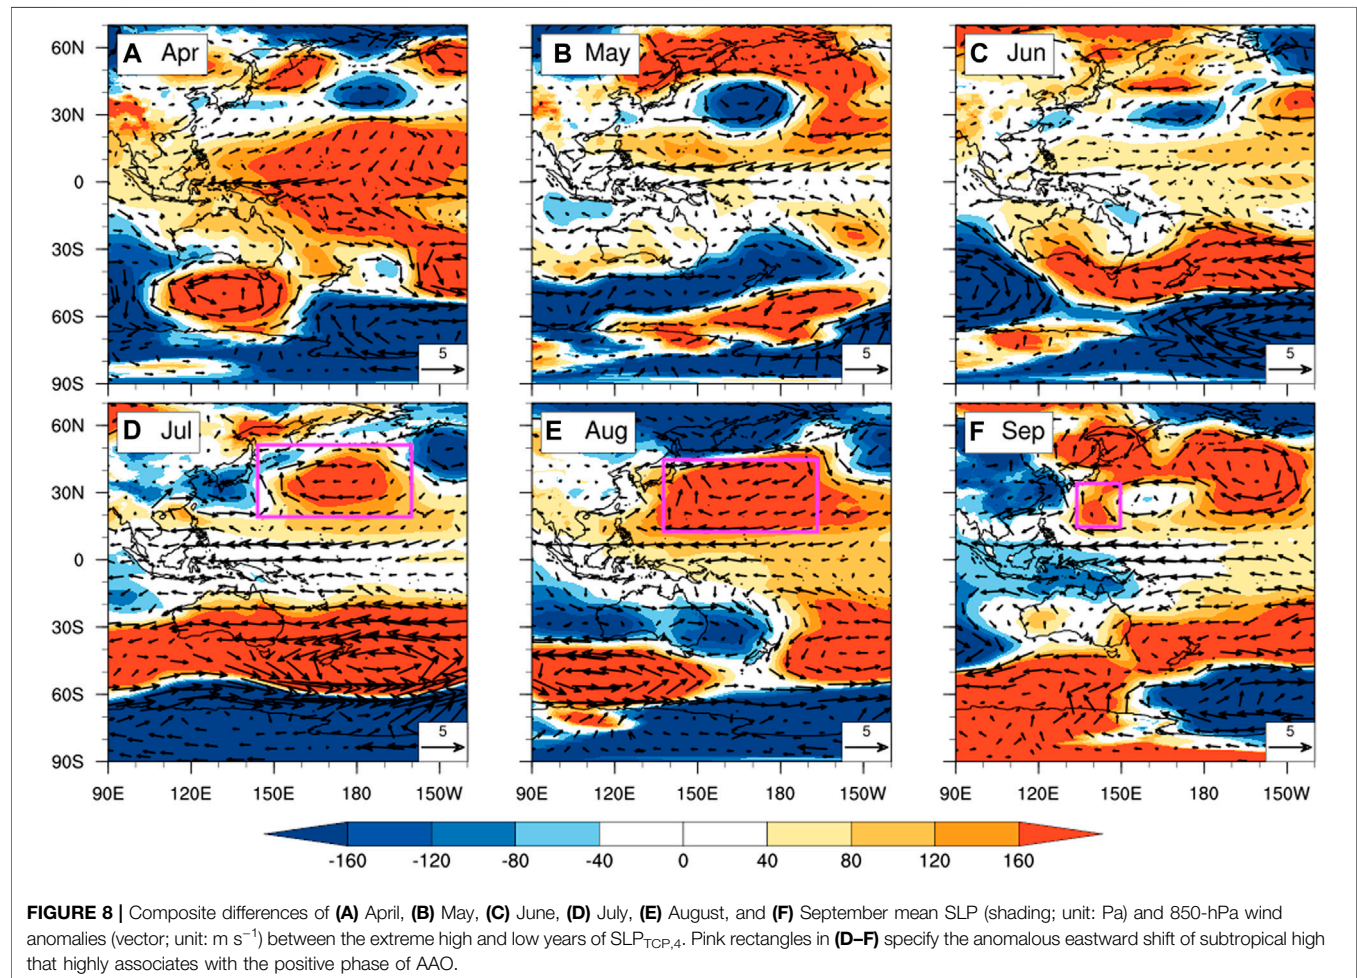 A Apr
B May
C Jun
60N
30N
0
30S
60S
90S
5
5
5
D Jul
E Aug
F Sep
60N
30N
0
30S
60S
90S
5
5
5
90E 120E 150E 180 150W
90E 120E 150E 180 150W
90E 120E 150E 180 150W
-160 -120 -80 -40 0 40 80 120 160
FIGURE 8 | Composite differences of (A) April, (B) May, (C) June, (D) July, (E) August, and (F) September mean SLP (shading; unit: Pa) and 850-hPa wind
anomalies (vector; unit: m s⁻¹) between the extreme high and low years of SLP_TCP,4. Pink rectangles in (D–F) specify the anomalous eastward shift of subtropical high
that highly associates with the positive phase of AAO.